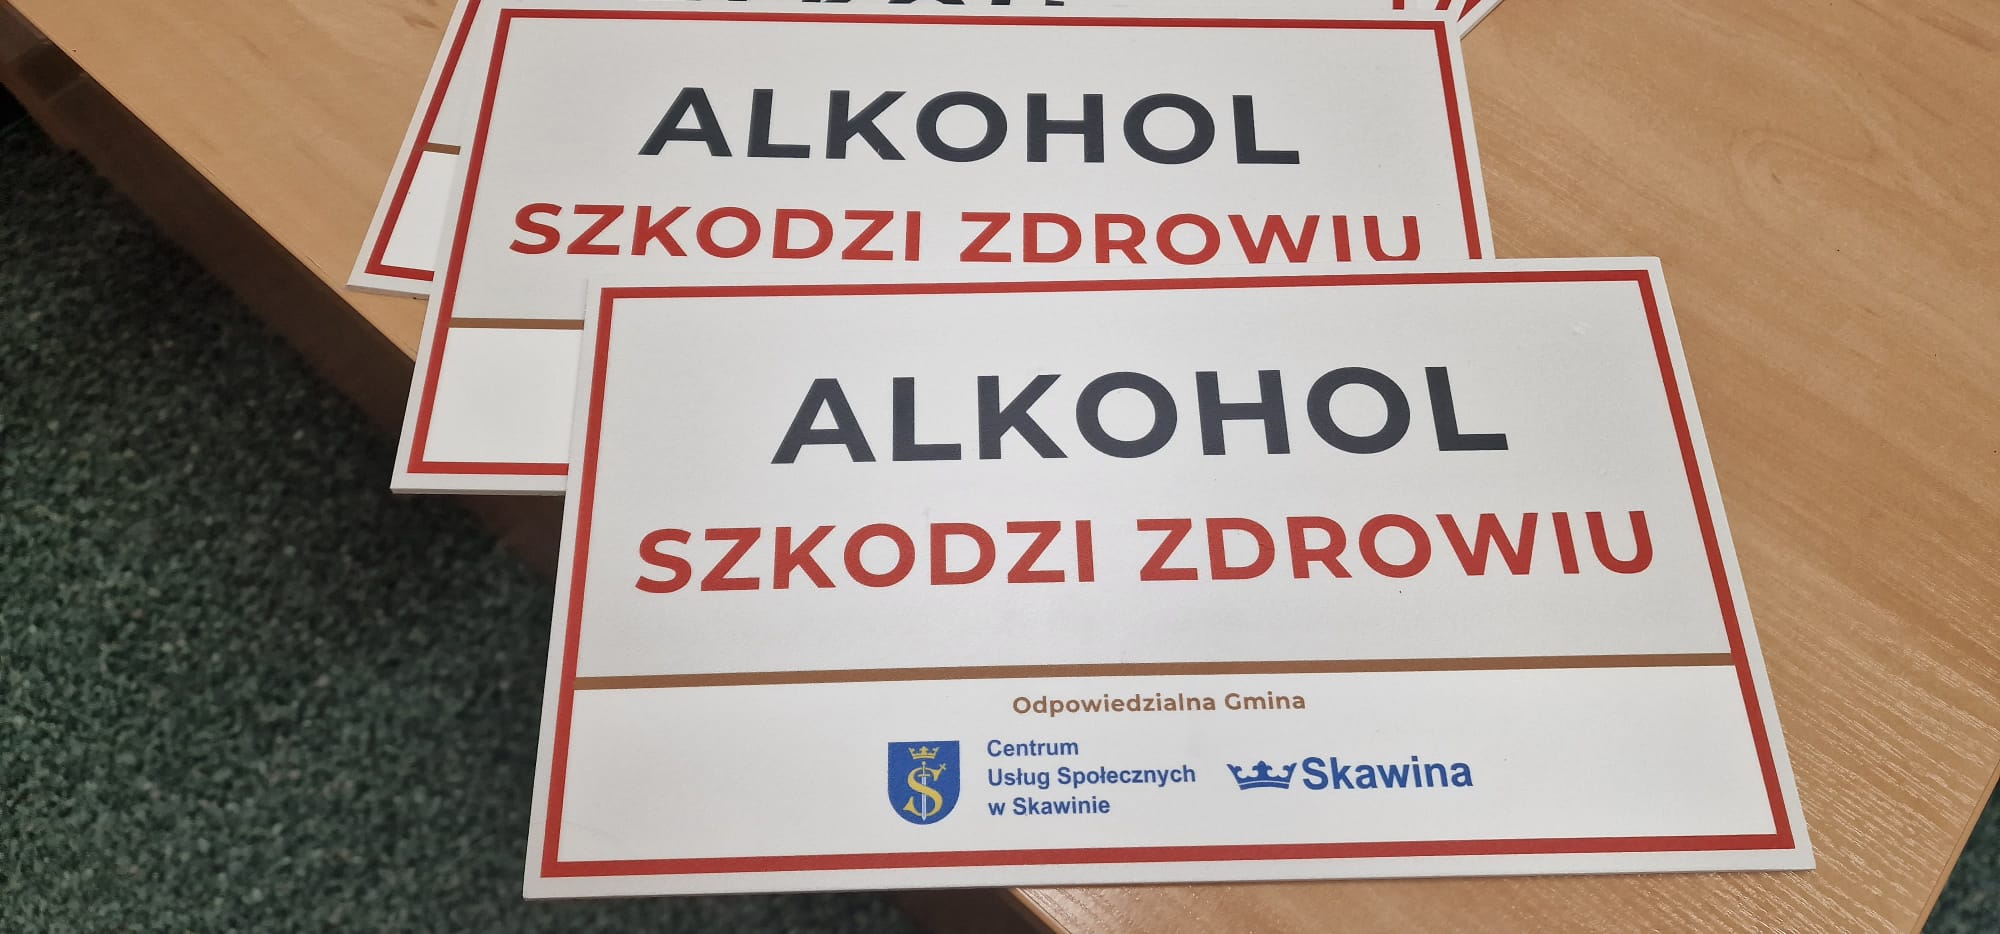 ALKOHOL
SZKODZI ZDROWIU
ALKOHOL
SZKODZI ZDROWIU
Odpowiedzialna Gmina
Centrum
Usług Społecznych
w Skawinie
Skawina